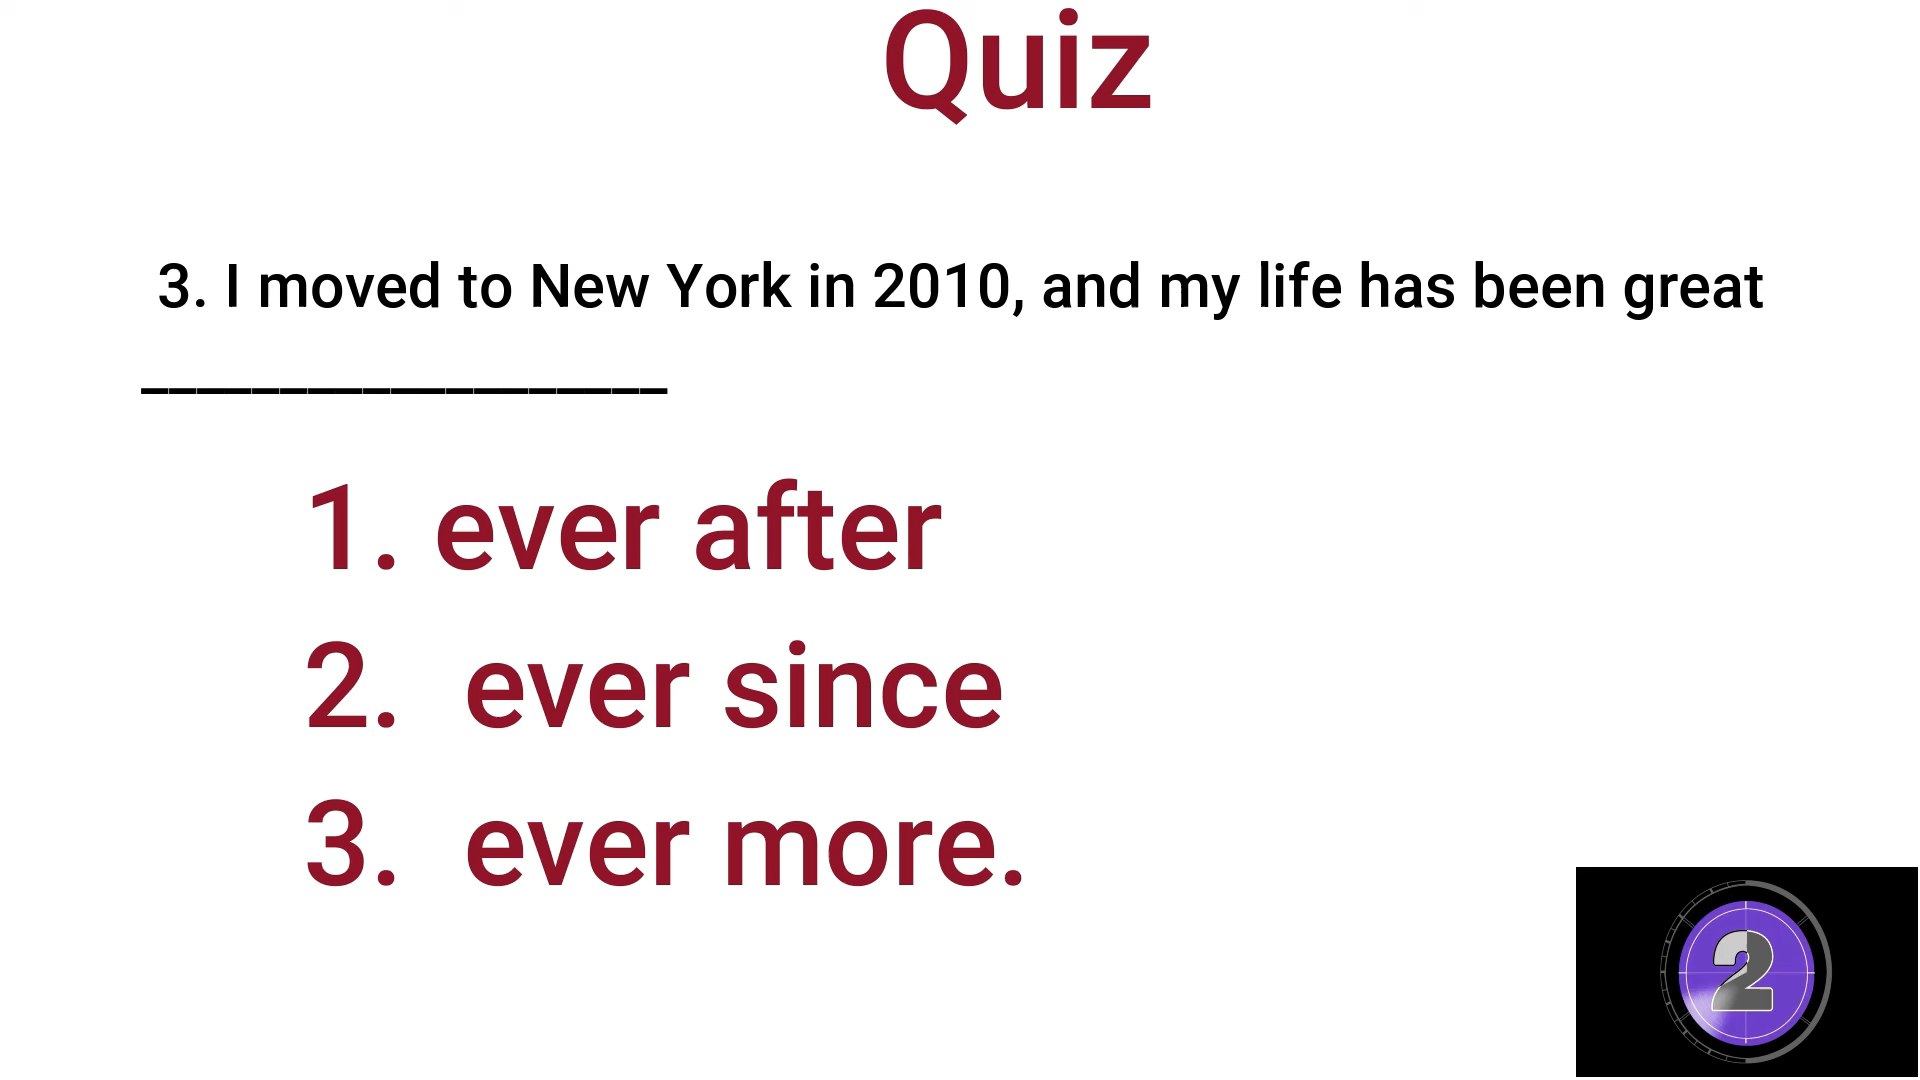 Quiz
3. I moved to New York in 2010, and my life has been great
___________________
1. ever after
2. ever since
3. ever more.
2